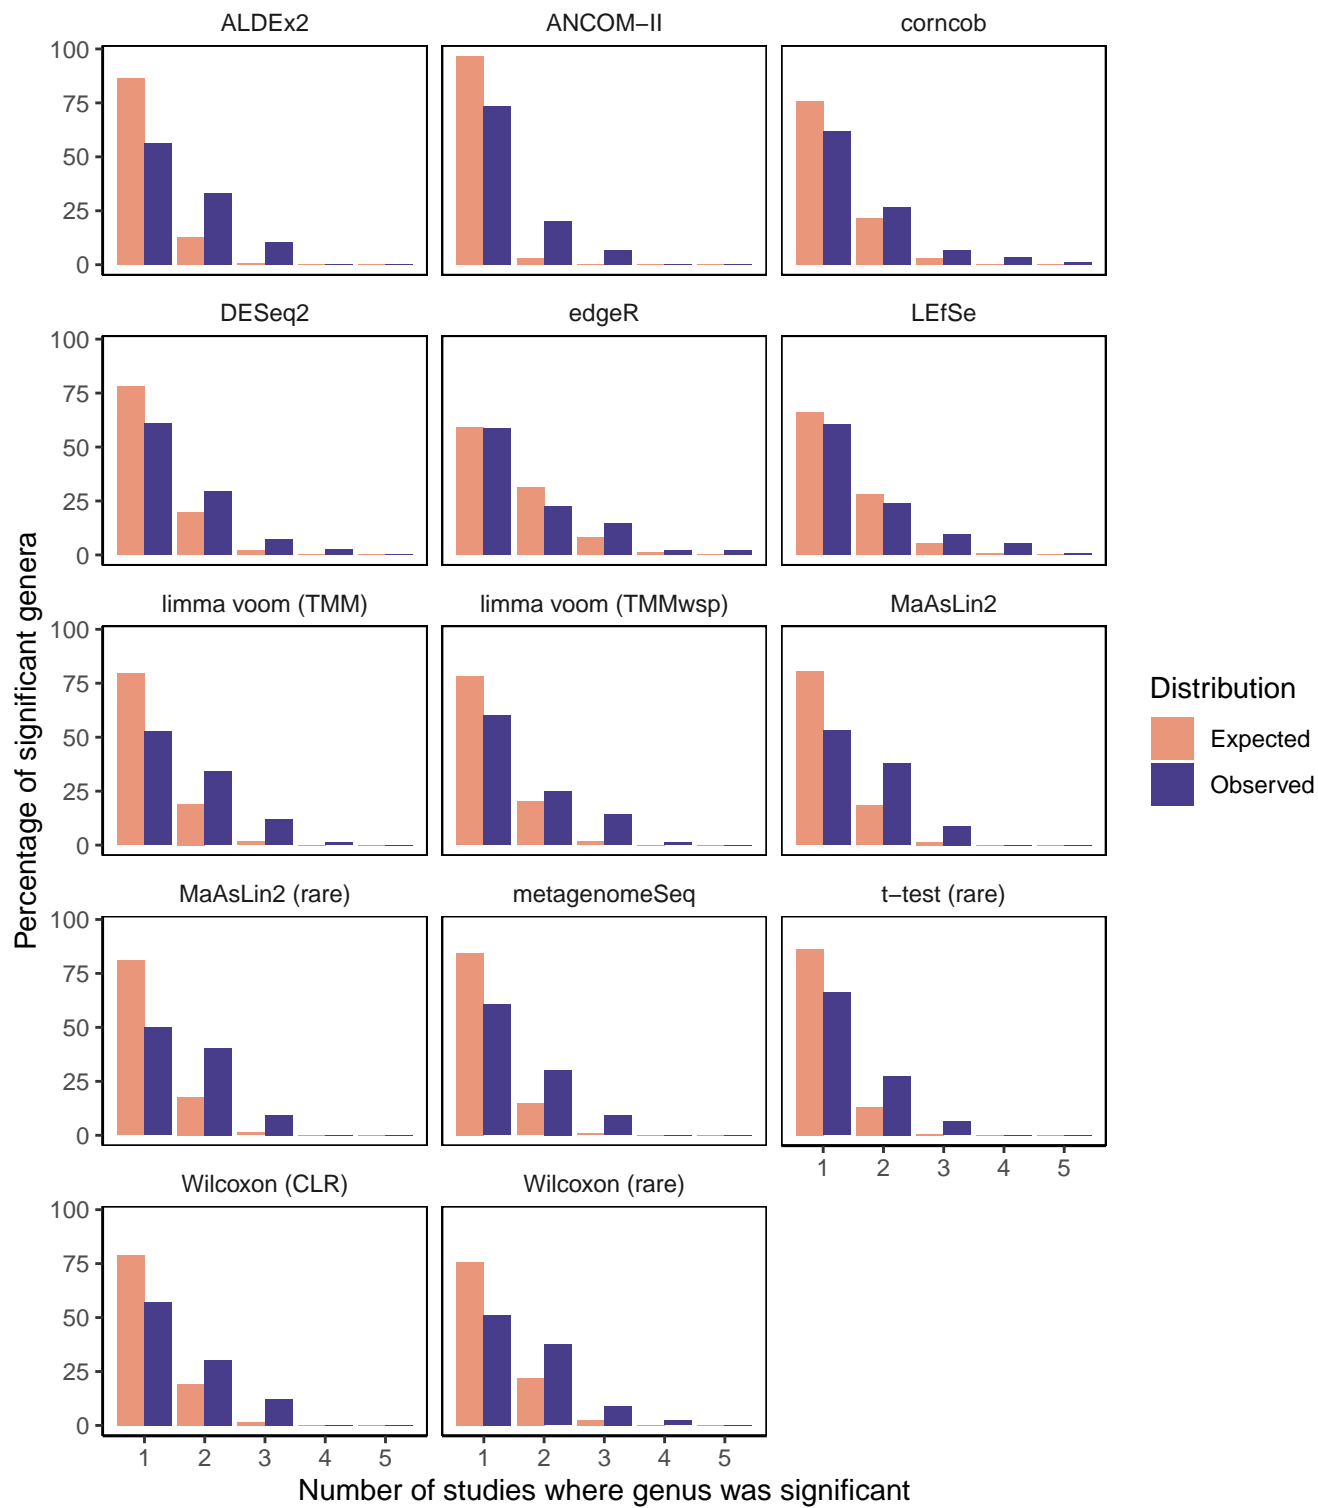 ALDEx2 ANCOM−II corncob
100
75
50
25
0
DESeq2 edgeR LEfSe
100
75
50
25
0
limma voom (TMM) limma voom (TMMwsp) MaAsLin2
100
75
50
25
0
MaAsLin2 (rare) metagenomeSeq t−test (rare)
100
75
50
25
0
1 2 3 4 5
Wilcoxon (CLR) Wilcoxon (rare)
100
75
50
25
0
1 2 3 4 5 1 2 3 4 5
Number of studies where genus was significant
Percentage of significant genera
Distribution
Expected
Observed